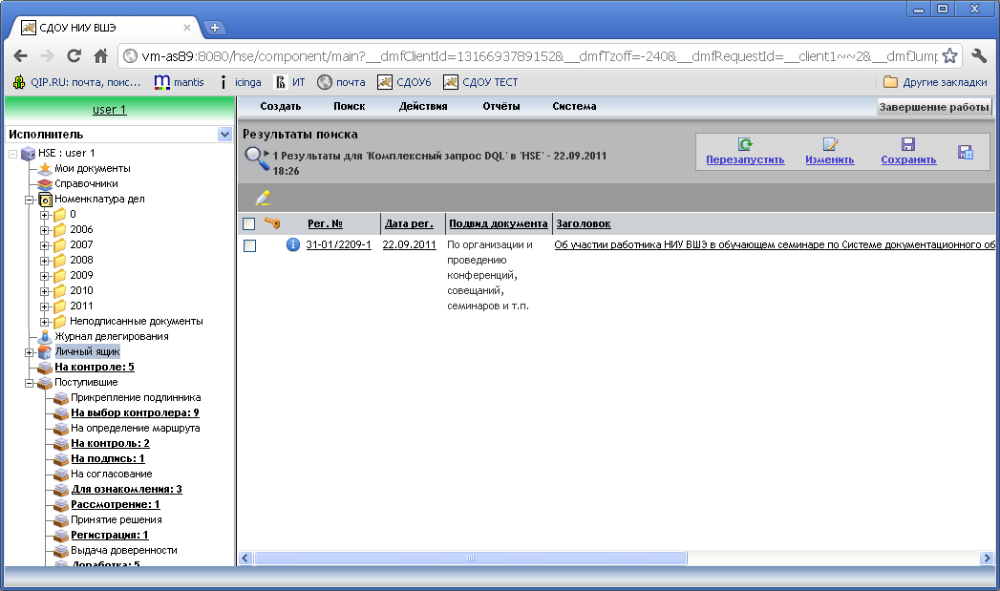 СДОУ НИУ ВШЭ
vm-as89:8080/hse/component/main?__dmfClientId=1316693789152&__dmfTzoff=-240&__dmfRequestId=__client1~~2&__dmfJump
QIP.RU: почта, поис... mantis icinga ИТ почта СДОУ6 СДОУ ТЕСТ Другие закладки
user 1
Создать Поиск Действия Отчёты Система Завершение работы
Исполнитель
Результаты поиска
1 Результаты для 'Комплексный запрос DQL' в 'HSE' - 22.09.2011
18:26
Перезапустить Изменить Сохранить
Рег. № Дата рег. Подвид документа Заголовок
31-01/2209-1 22.09.2011 По организации и Об участии работника НИУ ВШЭ в обучающем семинаре по Системе документационного об
проведению
конференций,
совещаний,
семинаров и т.п.
HSE : user 1
Мои документы
Справочники
Номенклатура дел
0
2006
2007
2008
2009
2010
2011
Неподписанные документы
Журнал делегирования
Личный ящик
На контроле: 5
Поступившие
Прикрепление подлинника
На выбор контролера: 9
На определение маршрута
На контроль: 2
На подпись: 1
На согласование
Для ознакомления: 3
Рассмотрение: 1
Принятие решения
Регистрация: 1
Выдача доверенности
Доработка: 5